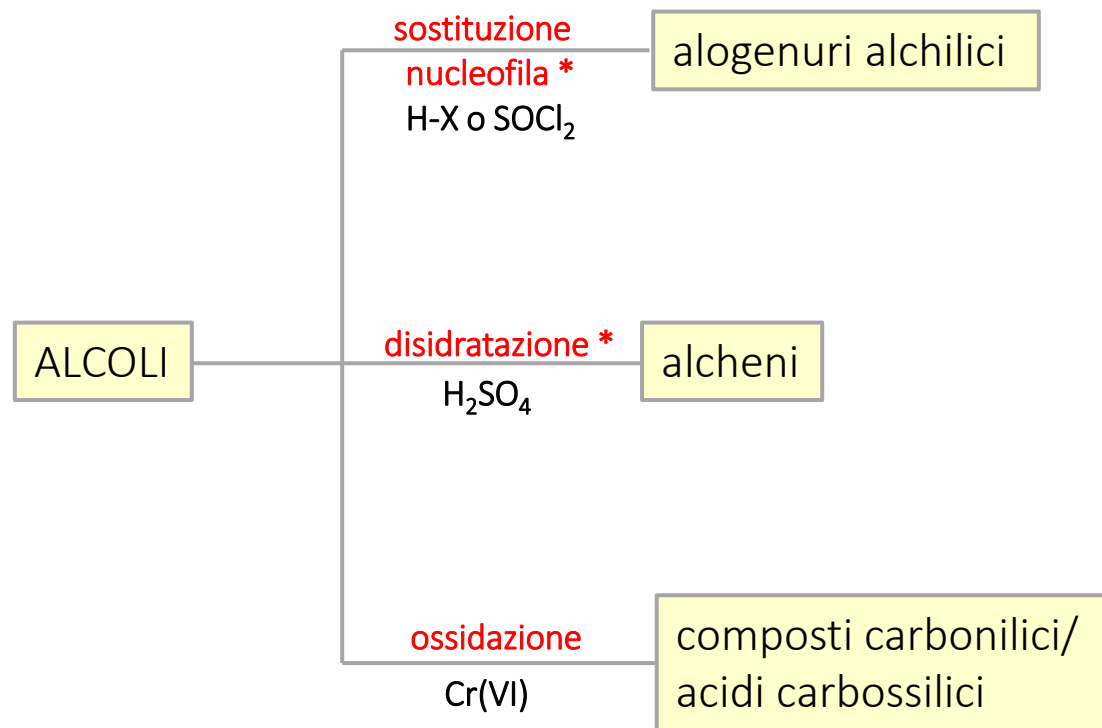 sostituzione
nucleofila *
H-X o SOCl₂
alogenuri alchilici
ALCOLI
disidratazione *
H₂SO₄
alcheni
ossidazione
Cr(VI)
composti carbonilici/
acidi carbossilici